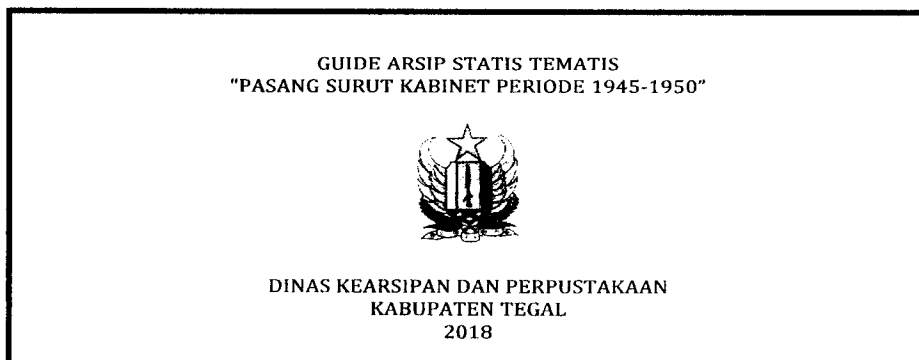 GUIDE ARSIP STATIS TEMATIS
"PASANG SURUT KABINET PERIODE 1945-1950"
DINAS KEARSIPAN DAN PERPUSTAKAAN
KABUPATEN TEGAL
2018